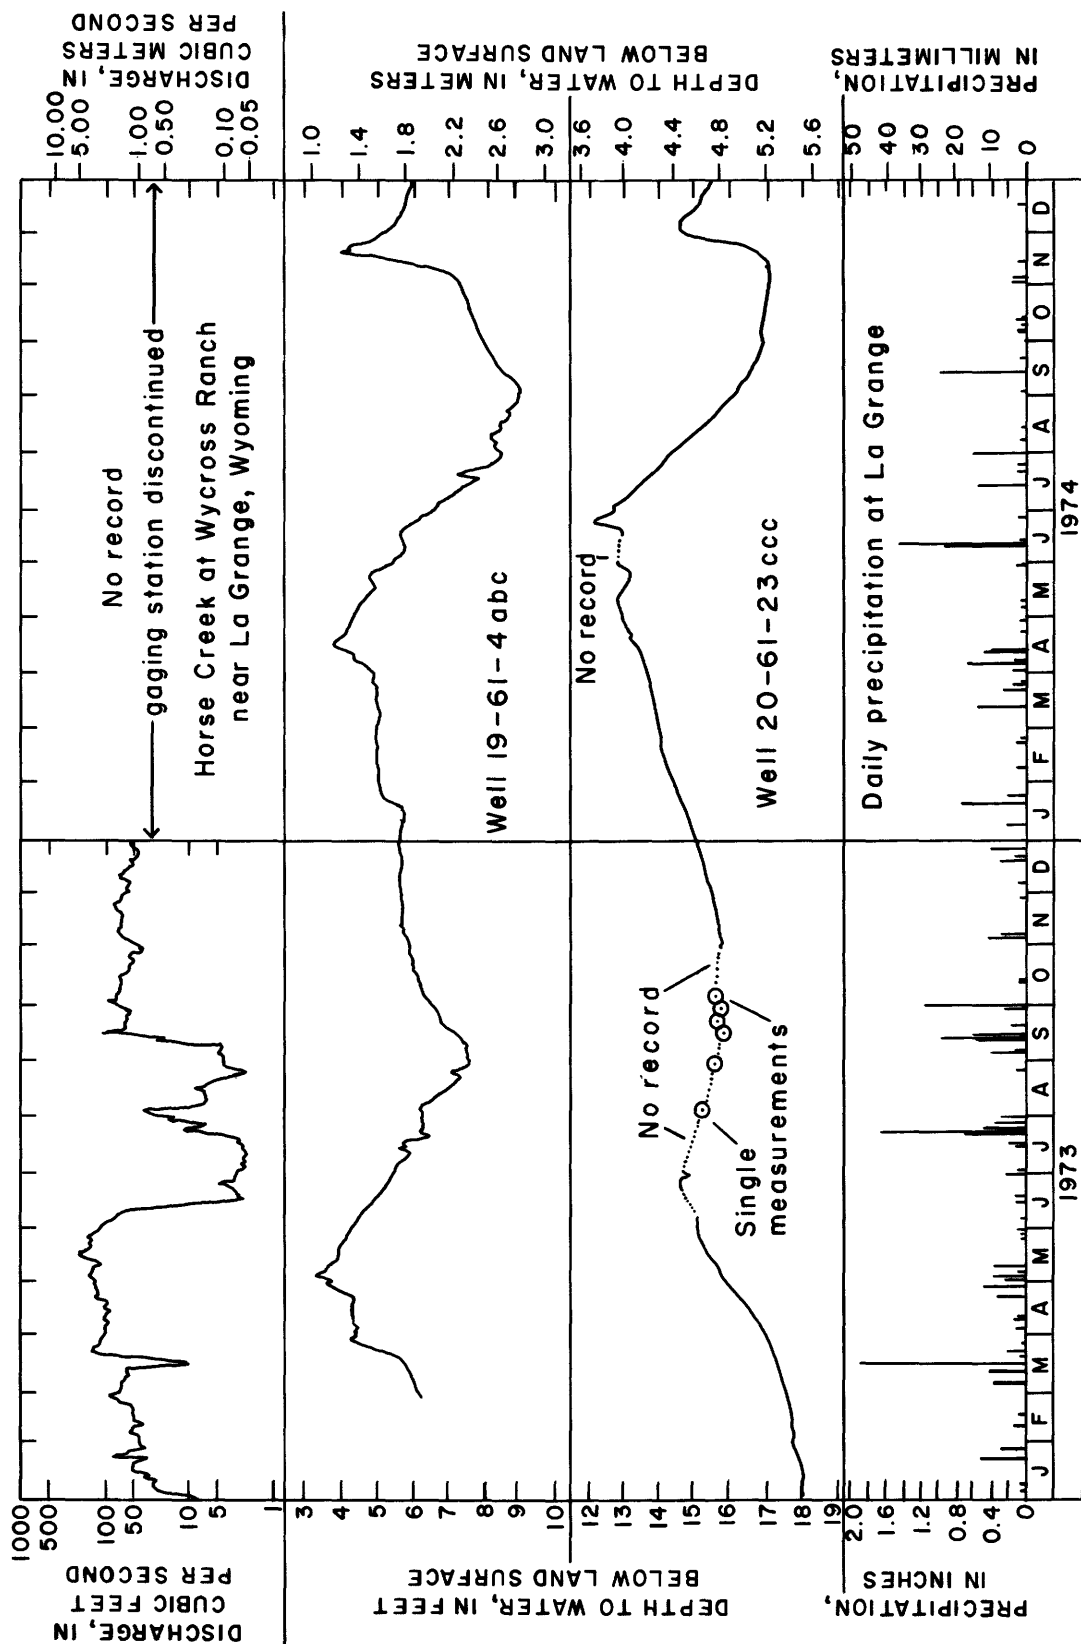 DISCHARGE, IN
CUBIC FEET
PER SECOND
1000
500
100
50
10
5
1
No record
gaging station discontinued
Horse Creek at Wycross Ranch
near La Grange, Wyoming
10.00
5.00
1.00
0.50
0.10
0.05
DISCHARGE, IN
CUBIC METERS
PER SECOND
DEPTH TO WATER, IN FEET
BELOW LAND SURFACE
3
4
5
6
7
8
9
10
Well 19-61-4 abc
1.0
1.4
1.8
2.2
2.6
3.0
DEPTH TO WATER, IN METERS
BELOW LAND SURFACE
12
13
14
15
16
17
18
19
No record
Single
measurements
No record
Well 20-61-23 ccc
3.6
4.0
4.4
4.8
5.2
5.6
PRECIPITATION,
IN INCHES
2.0
1.6
1.2
0.8
0.4
0
Daily precipitation at La Grange
50
40
30
20
10
0
PRECIPITATION,
IN MILLIMETERS
J F M A M J J A S O N D J F M A M J J A S O N D
1973 1974